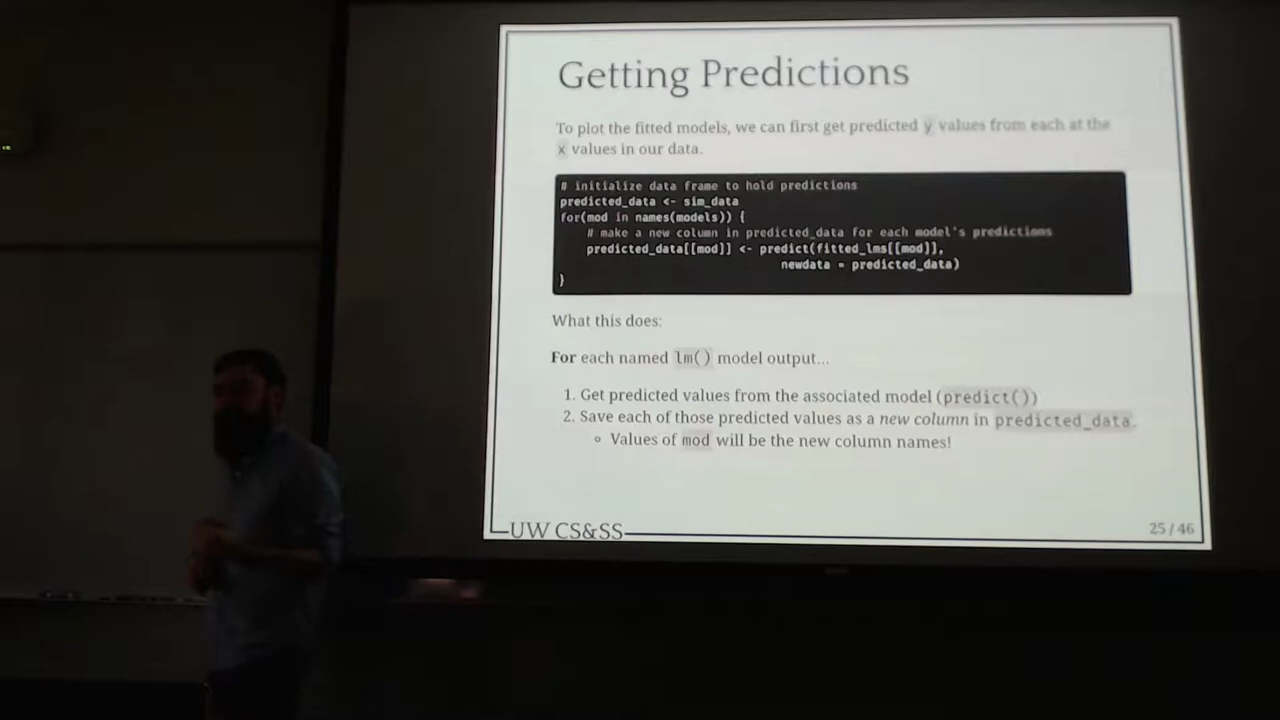 Getting Predictions
To plot the fitted models, we can first get predicted y values from each at the
x values in our data.
# initialize data frame to hold predictions
predicted_data <- sim_data
for(mod in names(models)) {
# make a new column in predicted_data for each model's predictions
predicted_data[[mod]] <- predict(fitted_lms[[mod]],
newdata = predicted_data)
}
What this does:
For each named lm() model output...
1. Get predicted values from the associated model (predict())
2. Save each of those predicted values as a new column in predicted_data.
◦ Values of mod will be the new column names!
UW CS&SS
25 / 46